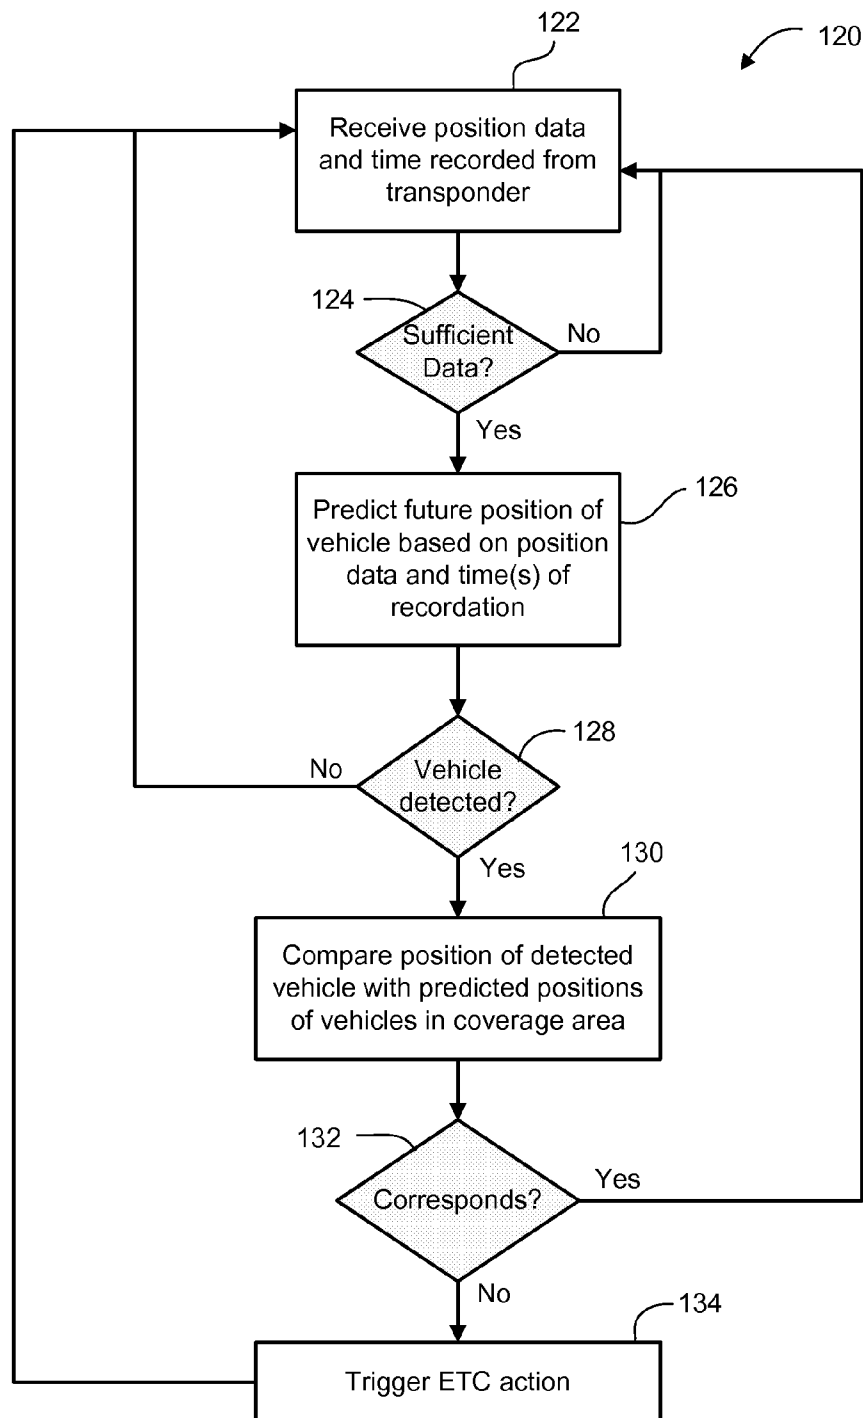 122
120
Receive position data
and time recorded from
transponder
124
Sufficient
Data?
No
Yes
126
Predict future position of
vehicle based on position
data and time(s) of
recordation
128
No
Vehicle
detected?
Yes
130
Compare position of detected
vehicle with predicted positions
of vehicles in coverage area
132
Corresponds?
Yes
No
134
Trigger ETC action